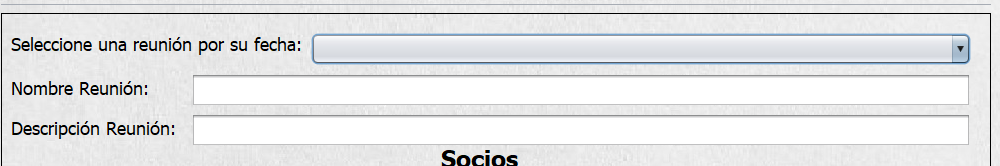 Seleccione una reunión por su fecha:
Nombre Reunión:
Descripción Reunión:
Socios